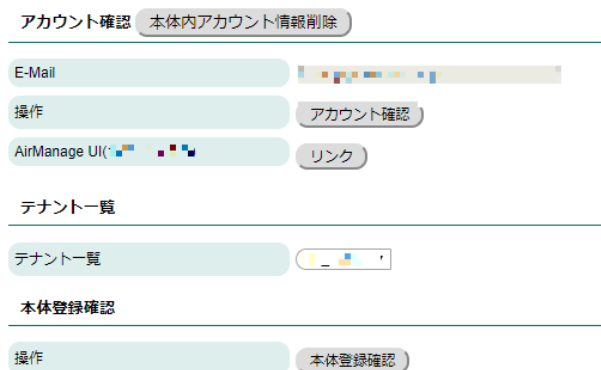 アカウント確認 本体内アカウント情報削除
E-Mail
操作 アカウント確認
AirManage UI( リンク
テナント一覧
テナント一覧
本体登録確認
操作 本体登録確認